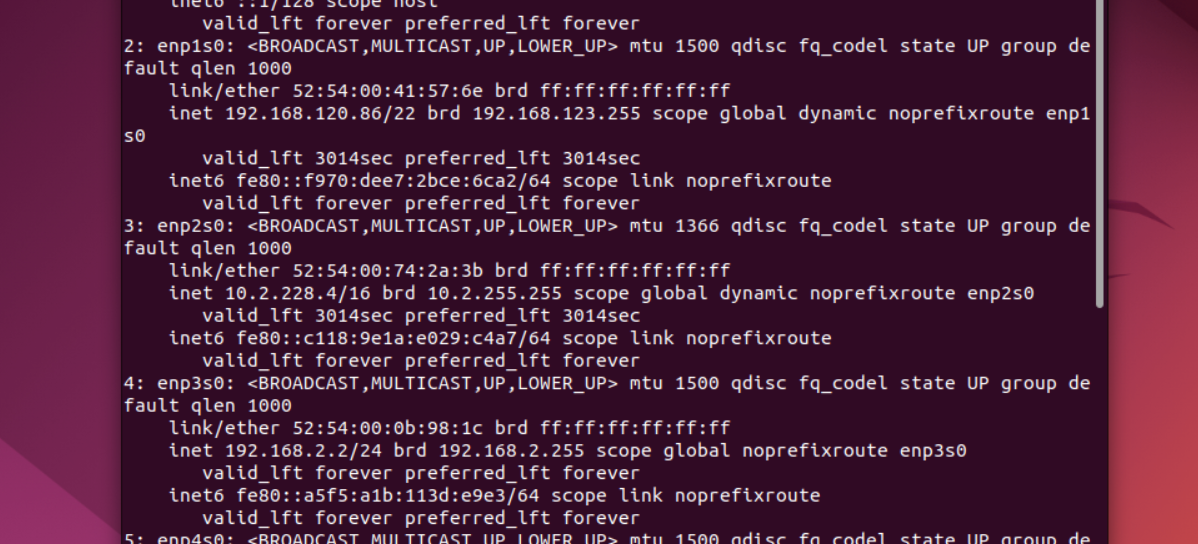 inet6 ::1/128 scope host
valid_lft forever preferred_lft forever
2: enp1s0: <BROADCAST,MULTICAST,UP,LOWER_UP> mtu 1500 qdisc fq_codel state UP group de
fault qlen 1000
link/ether 52:54:00:41:57:6e brd ff:ff:ff:ff:ff:ff
inet 192.168.120.86/22 brd 192.168.123.255 scope global dynamic noprefixroute enp1
s0
valid_lft 3014sec preferred_lft 3014sec
inet6 fe80::f970:dee7:2bce:6ca2/64 scope link noprefixroute
valid_lft forever preferred_lft forever
3: enp2s0: <BROADCAST,MULTICAST,UP,LOWER_UP> mtu 1366 qdisc fq_codel state UP group de
fault qlen 1000
link/ether 52:54:00:74:2a:3b brd ff:ff:ff:ff:ff:ff
inet 10.2.228.4/16 brd 10.2.255.255 scope global dynamic noprefixroute enp2s0
valid_lft 3014sec preferred_lft 3014sec
inet6 fe80::c118:9e1a:e029:c4a7/64 scope link noprefixroute
valid_lft forever preferred_lft forever
4: enp3s0: <BROADCAST,MULTICAST,UP,LOWER_UP> mtu 1500 qdisc fq_codel state UP group de
fault qlen 1000
link/ether 52:54:00:0b:98:1c brd ff:ff:ff:ff:ff:ff
inet 192.168.2.2/24 brd 192.168.2.255 scope global noprefixroute enp3s0
valid_lft forever preferred_lft forever
inet6 fe80::a5f5:a1b:113d:e9e3/64 scope link noprefixroute
valid_lft forever preferred_lft forever
5: enp4s0: <BROADCAST,MULTICAST,UP,LOWER_UP> mtu 1500 qdisc fq_codel state UP group de